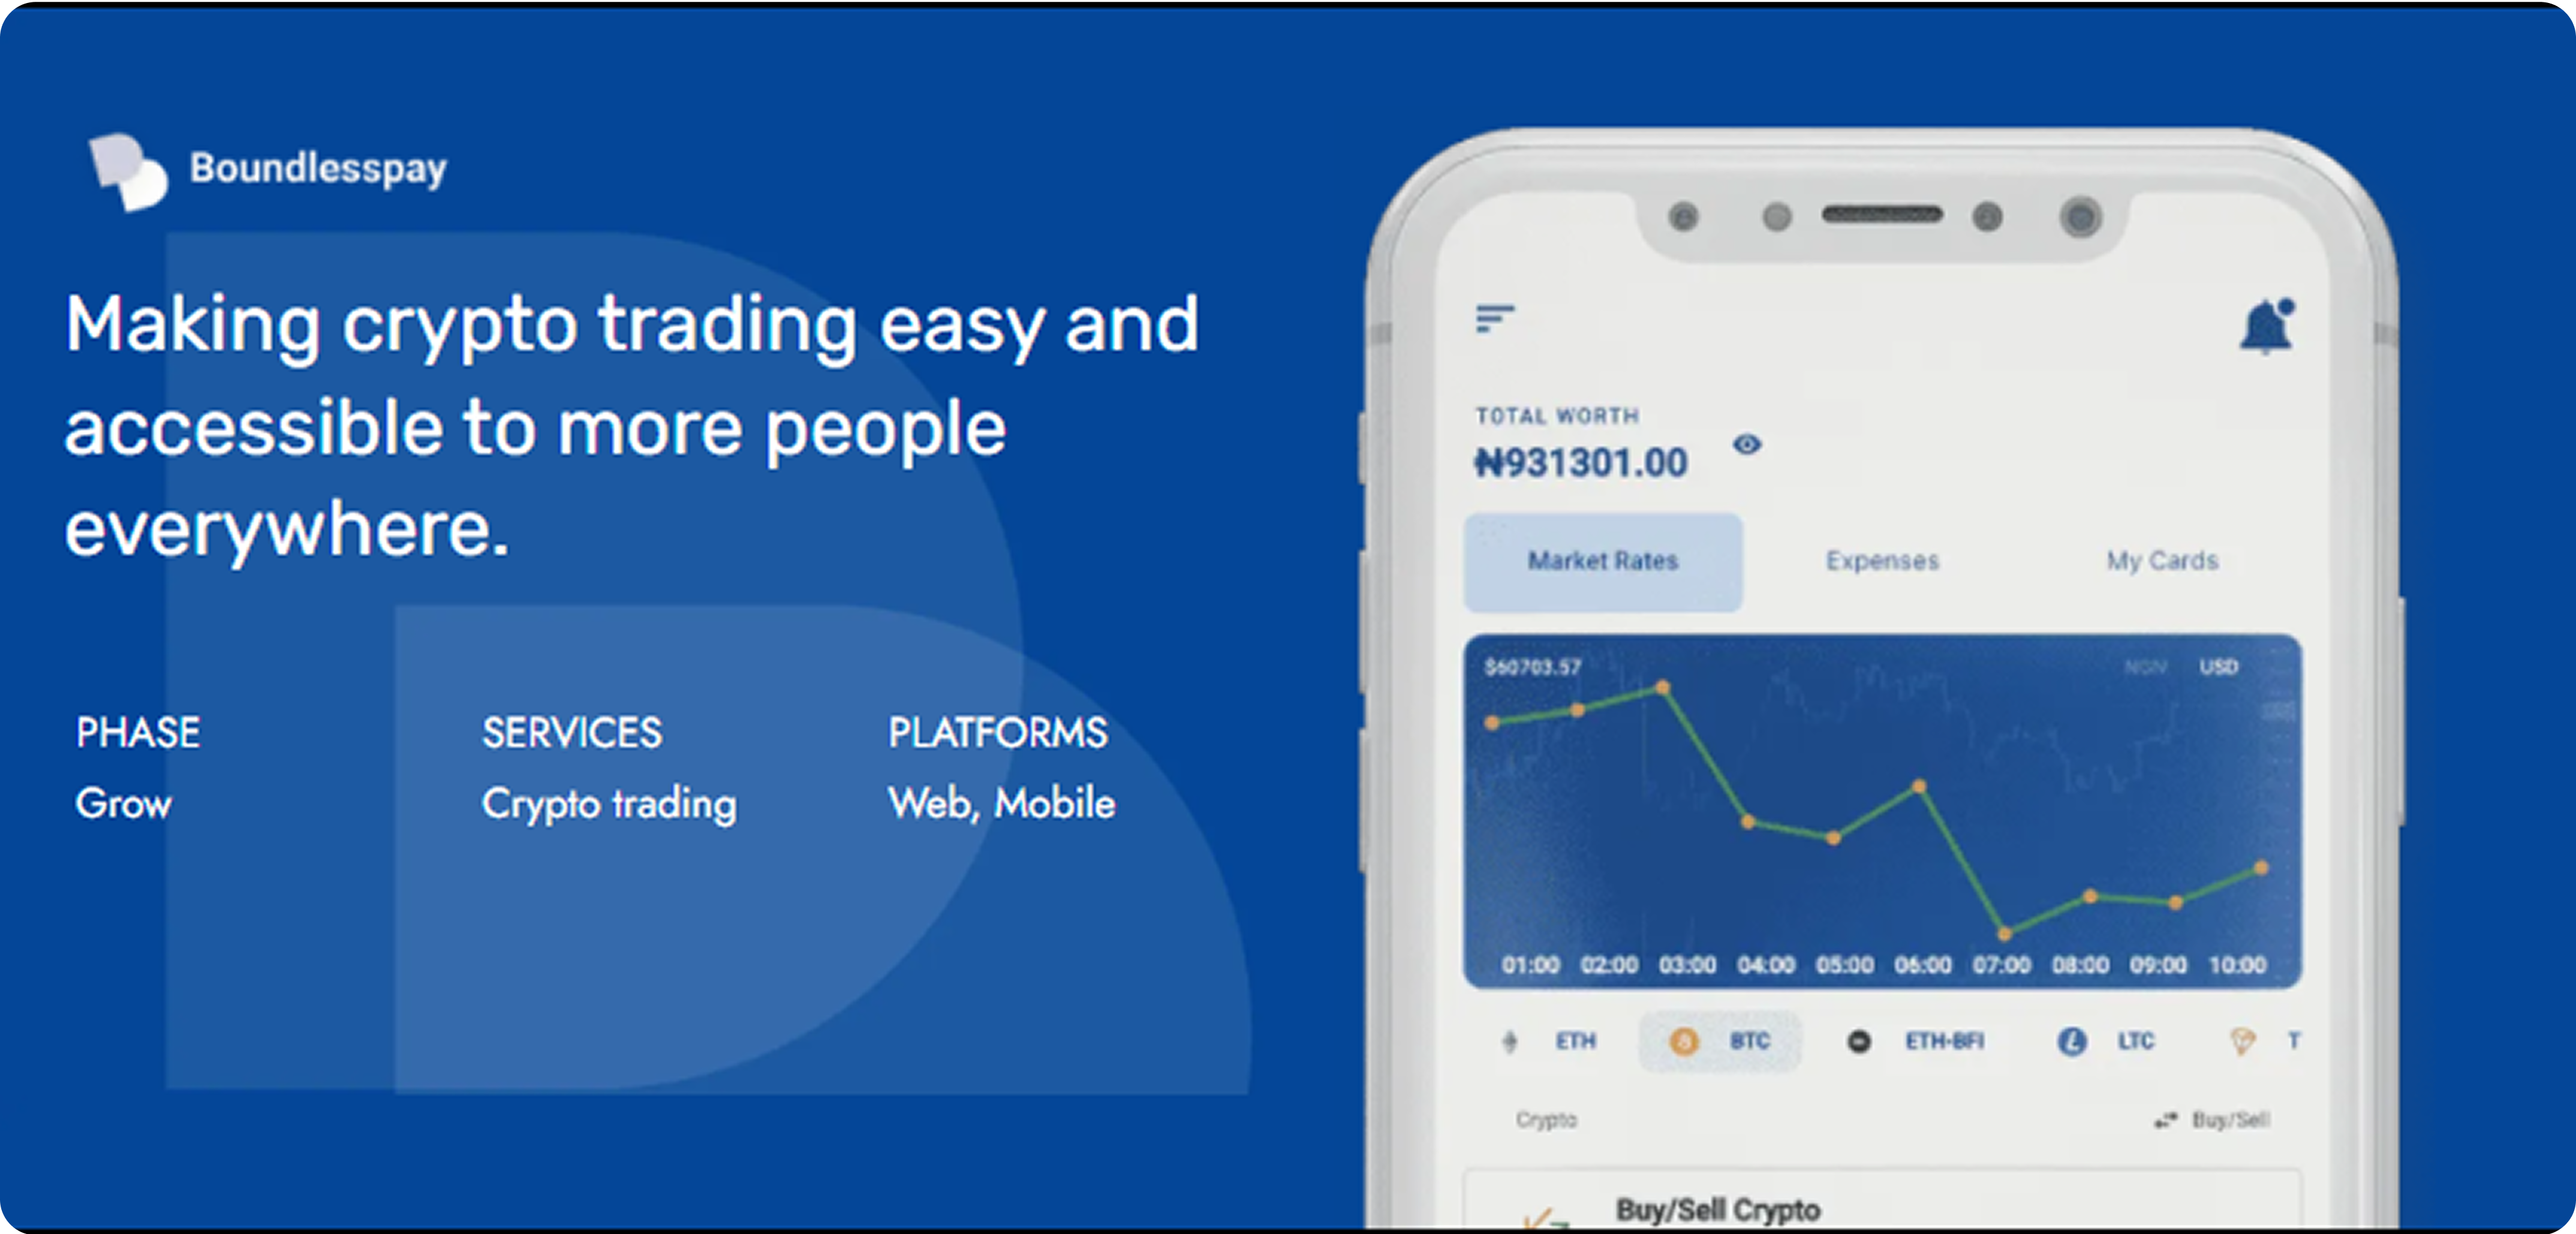 Boundlesspay
Making crypto trading easy and
accessible to more people
everywhere.
PHASE
SERVICES
PLATFORMS
Grow
Crypto trading
Web, Mobile
TOTAL WORTH
₦931301.00
Market Rates
Expenses
My Cards
$60703.57
NGN
USD
01:00 02:00 03:00 04:00 05:00 06:00 07:00 08:00 09:00 10:00
ETH
BTC
ETH-BFI
LTC
T
Crypto
Buy/Sell
Buy/Sell Crypto